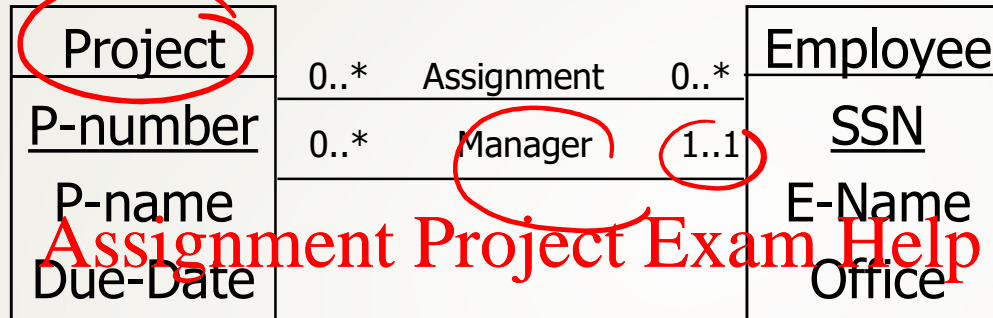 Project
P-number
P-name
Due-Date
0..* Assignment 0..*
0..* Manager 1..1
Employee
SSN
E-Name
Office
Assignment Project Exam Help